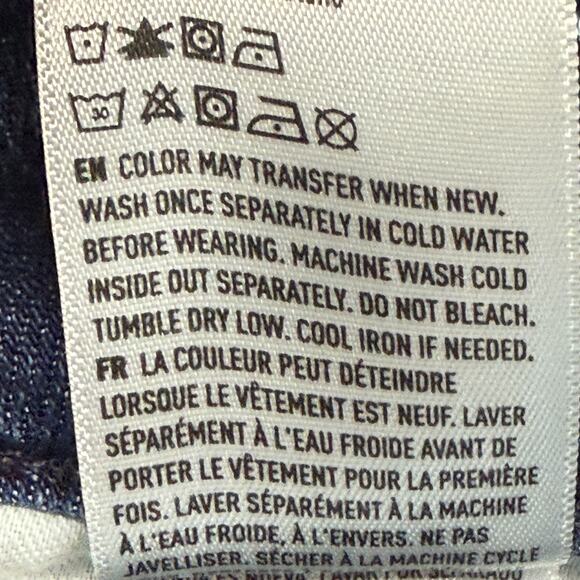 30
EN COLOR MAY TRANSFER WHEN NEW.
WASH ONCE SEPARATELY IN COLD WATER
BEFORE WEARING. MACHINE WASH COLD
INSIDE OUT SEPARATELY. DO NOT BLEACH.
TUMBLE DRY LOW. COOL IRON IF NEEDED.
FR LA COULEUR PEUT DÉTEINDRE
LORSQUE LE VÊTEMENT EST NEUF. LAVER
SÉPARÉMENT À L'EAU FROIDE AVANT DE
PORTER LE VÊTEMENT POUR LA PREMIÈRE
FOIS. LAVER SÉPARÉMENT À LA MACHINE
À L'EAU FROIDE, À L'ENVERS. NE PAS
JAVELLISER. SÉCHER À LA MACHINE CYCLE